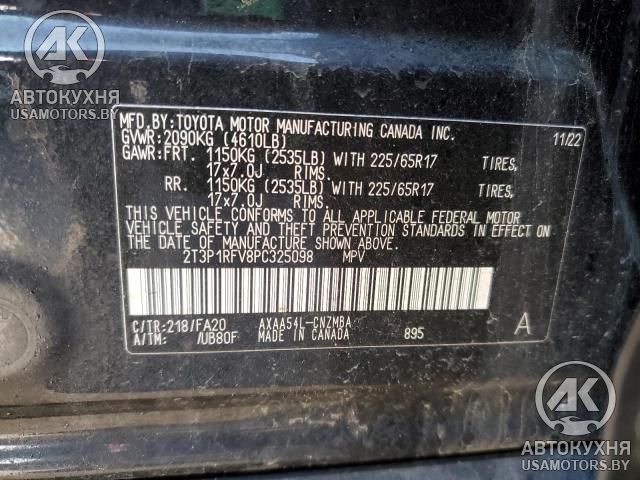 AK
АВТОКУХНЯ
USAMOTORS.BY
MFD.BY:TOYOTA MOTOR MANUFACTURING CANADA INC.
GVWR:2090KG (4610LB) 11/22
GAWR:FRT. 1150KG (2535LB) WITH 225/65R17 TIRES,
17x7.0J RIMS.
RR. 1150KG (2535LB) WITH 225/65R17 TIRES,
17x7.0J RIMS.
THIS VEHICLE CONFORMS TO ALL APPLICABLE FEDERAL MOTOR
VEHICLE SAFETY AND THEFT PREVENTION STANDARDS IN EFFECT ON
THE DATE OF MANUFACTURE SHOWN ABOVE.
2T3P1RFV8PC325098 MPV
C/TR:218/FA20 AXAA54L-CNZMBA A
A/TM: /UB80F MADE IN CANADA 895
AK
АВТОКУХНЯ
USAMOTORS.BY